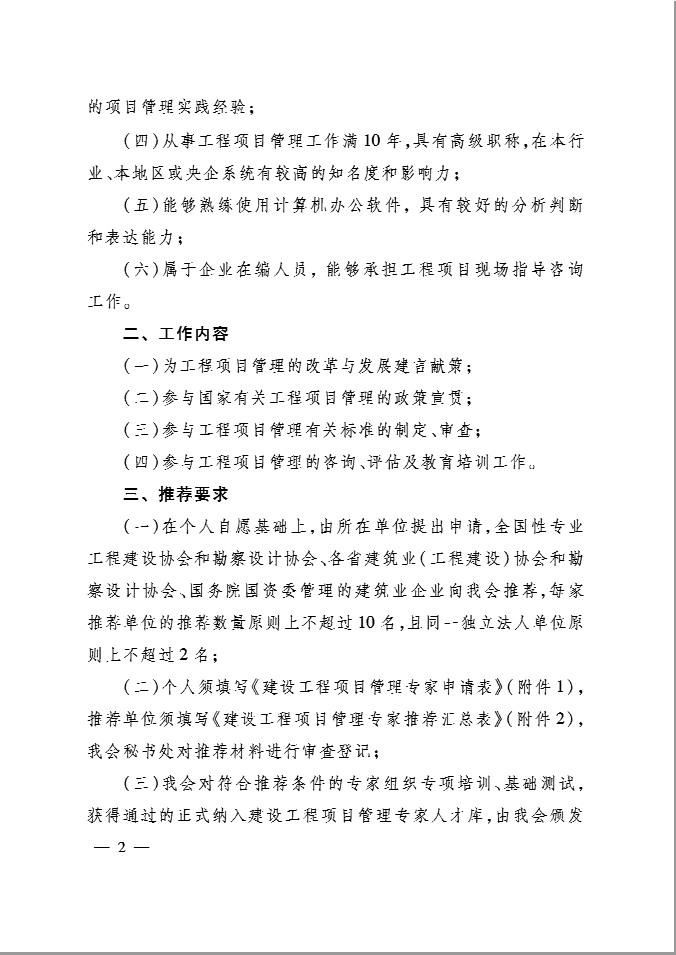 的项目管理实践经验；
(四)从事工程项目管理工作满10年,具有高级职称,在本行
业、本地区或央企系统有较高的知名度和影响力；
(五)能够熟练使用计算机办公软件，具有较好的分析判断
和表达能力；
(六)属于企业在编人员，能够承担工程项目现场指导咨询
工作。
二、工作内容
(一)为工程项目管理的改革与发展建言献策；
(二)参与国家有关工程项目管理的政策宣贯；
(三)参与工程项目管理有关标准的制定、审查；
(四)参与工程项目管理的咨询、评估及教育培训工作。
三、推荐要求
(一)在个人自愿基础上,由所在单位提出申请,全国性专业
工程建设协会和勘察设计协会、各省建筑业(工程建设)协会和勘
察设计协会、国务院国资委管理的建筑业企业向我会推荐,每家
推荐单位的推荐数量原则上不超过10名,且同一独立法人单位原
则上不超过2名；
(二)个人须填写《建设工程项目管理专家申请表》(附件1),
推荐单位须填写《建设工程项目管理专家推荐汇总表》(附件2),
我会秘书处对推荐材料进行审查登记；
(三)我会对符合推荐条件的专家组织专项培训、基础测试,
获得通过的正式纳入建设工程项目管理专家人才库,由我会颁发
— 2 —